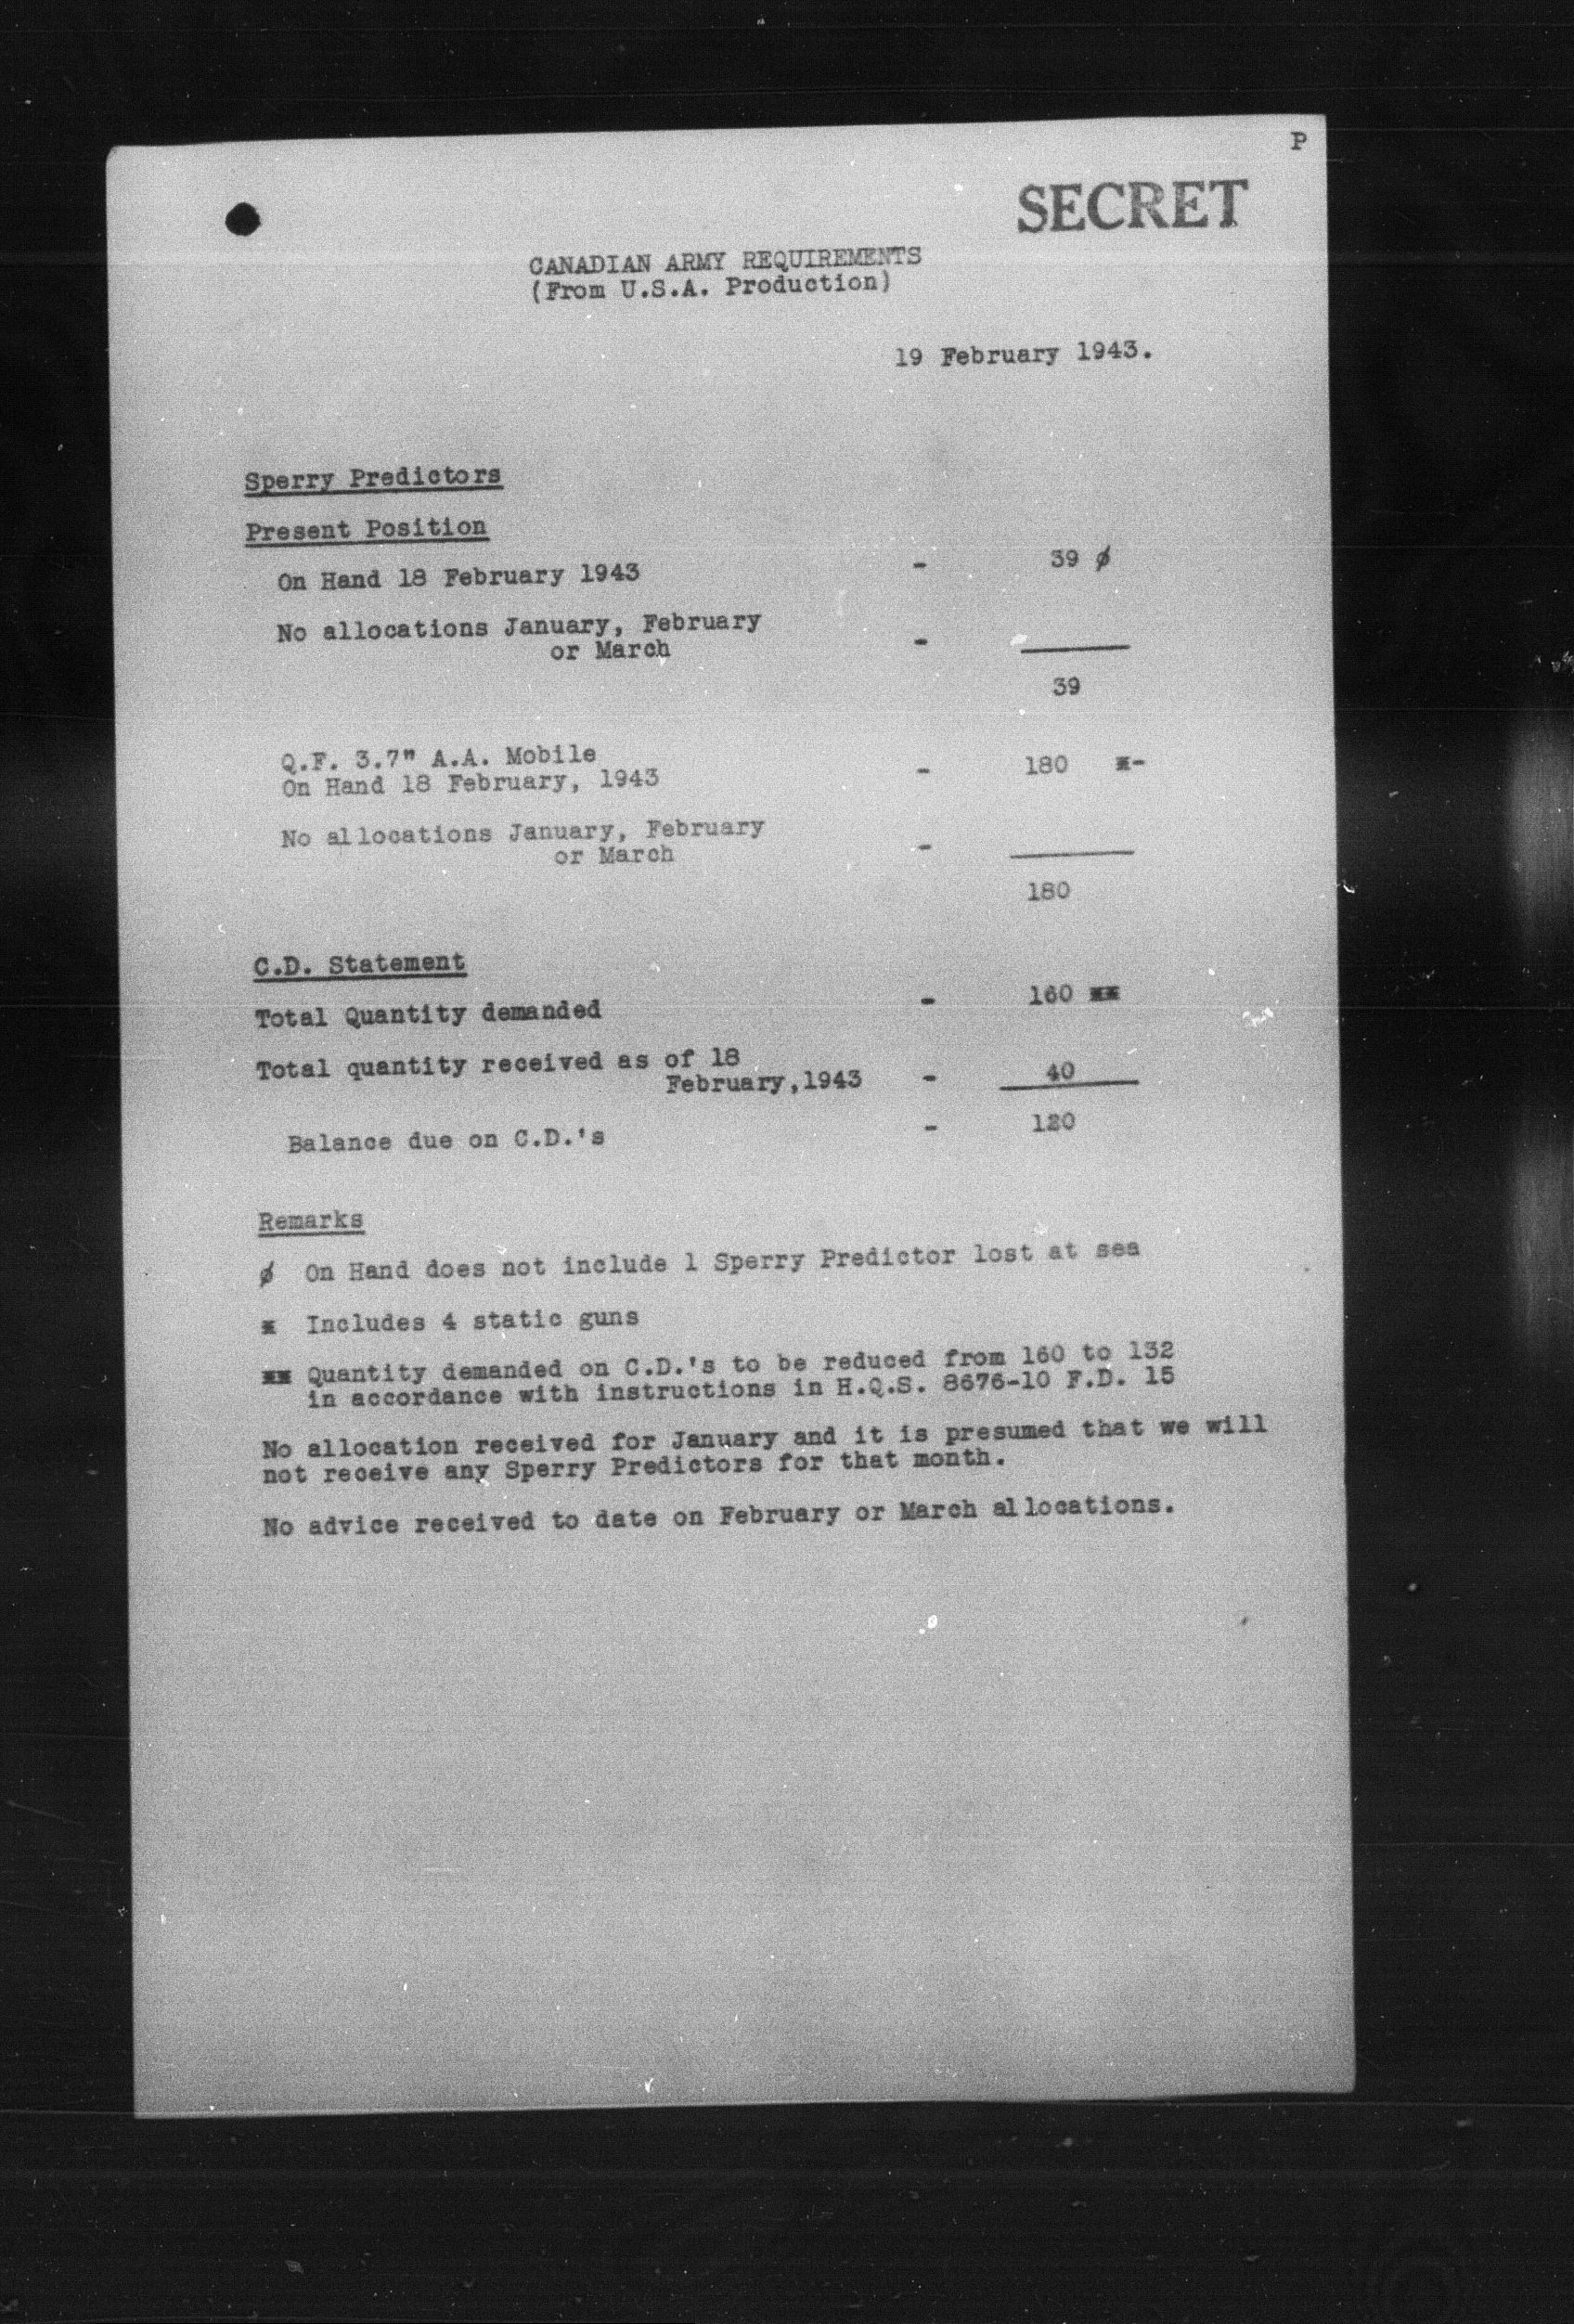 P
SECRET
CANADIAN ARMY REQUIREMENTS
(From U.S.A. Production)
19 February 1943.
Sperry Predictors
Present Position
On Hand 18 February 1943 - 39 ∅
No allocations January, February
or March -
39
Q.F. 3.7" A.A. Mobile
On Hand 18 February, 1943 - 180 *-
No allocations January, February
or March -
180
C.D. Statement
Total Quantity demanded - 160 **
Total quantity received as of 18
February,1943 - 40
Balance due on C.D.'s - 120
Remarks
∅ On Hand does not include 1 Sperry Predictor lost at sea
* Includes 4 static guns
** Quantity demanded on C.D.'s to be reduced from 160 to 132
in accordance with instructions in H.Q.S. 8676-10 F.D. 15
No allocation received for January and it is presumed that we will
not receive any Sperry Predictors for that month.
No advice received to date on February or March allocations.